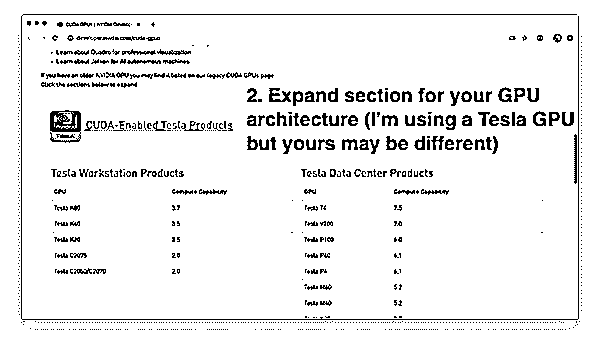 CUDA GPUs | NVIDIA Develo
developer.nvidia.com/cuda-gpus
Learn about Quadro for professional visualization
Learn about Jetson for AI autonomous machines
If you have an older NVIDIA GPU you may find it listed on our legacy CUDA GPUs page
Click the sections below to expand
2. Expand section for your GPU
architecture (I'm using a Tesla GPU
but yours may be different)
CUDA-Enabled Tesla Products
Tesla Workstation Products
GPU Compute Capability
Tesla K80 3.7
Tesla K40 3.5
Tesla K20 3.5
Tesla C2075 2.0
Tesla C2050/C2070 2.0
Tesla Data Center Products
GPU Compute Capability
Tesla T4 7.5
Tesla V100 7.0
Tesla P100 6.0
Tesla P40 6.1
Tesla P4 6.1
Tesla M60 5.2
Tesla M40 5.2